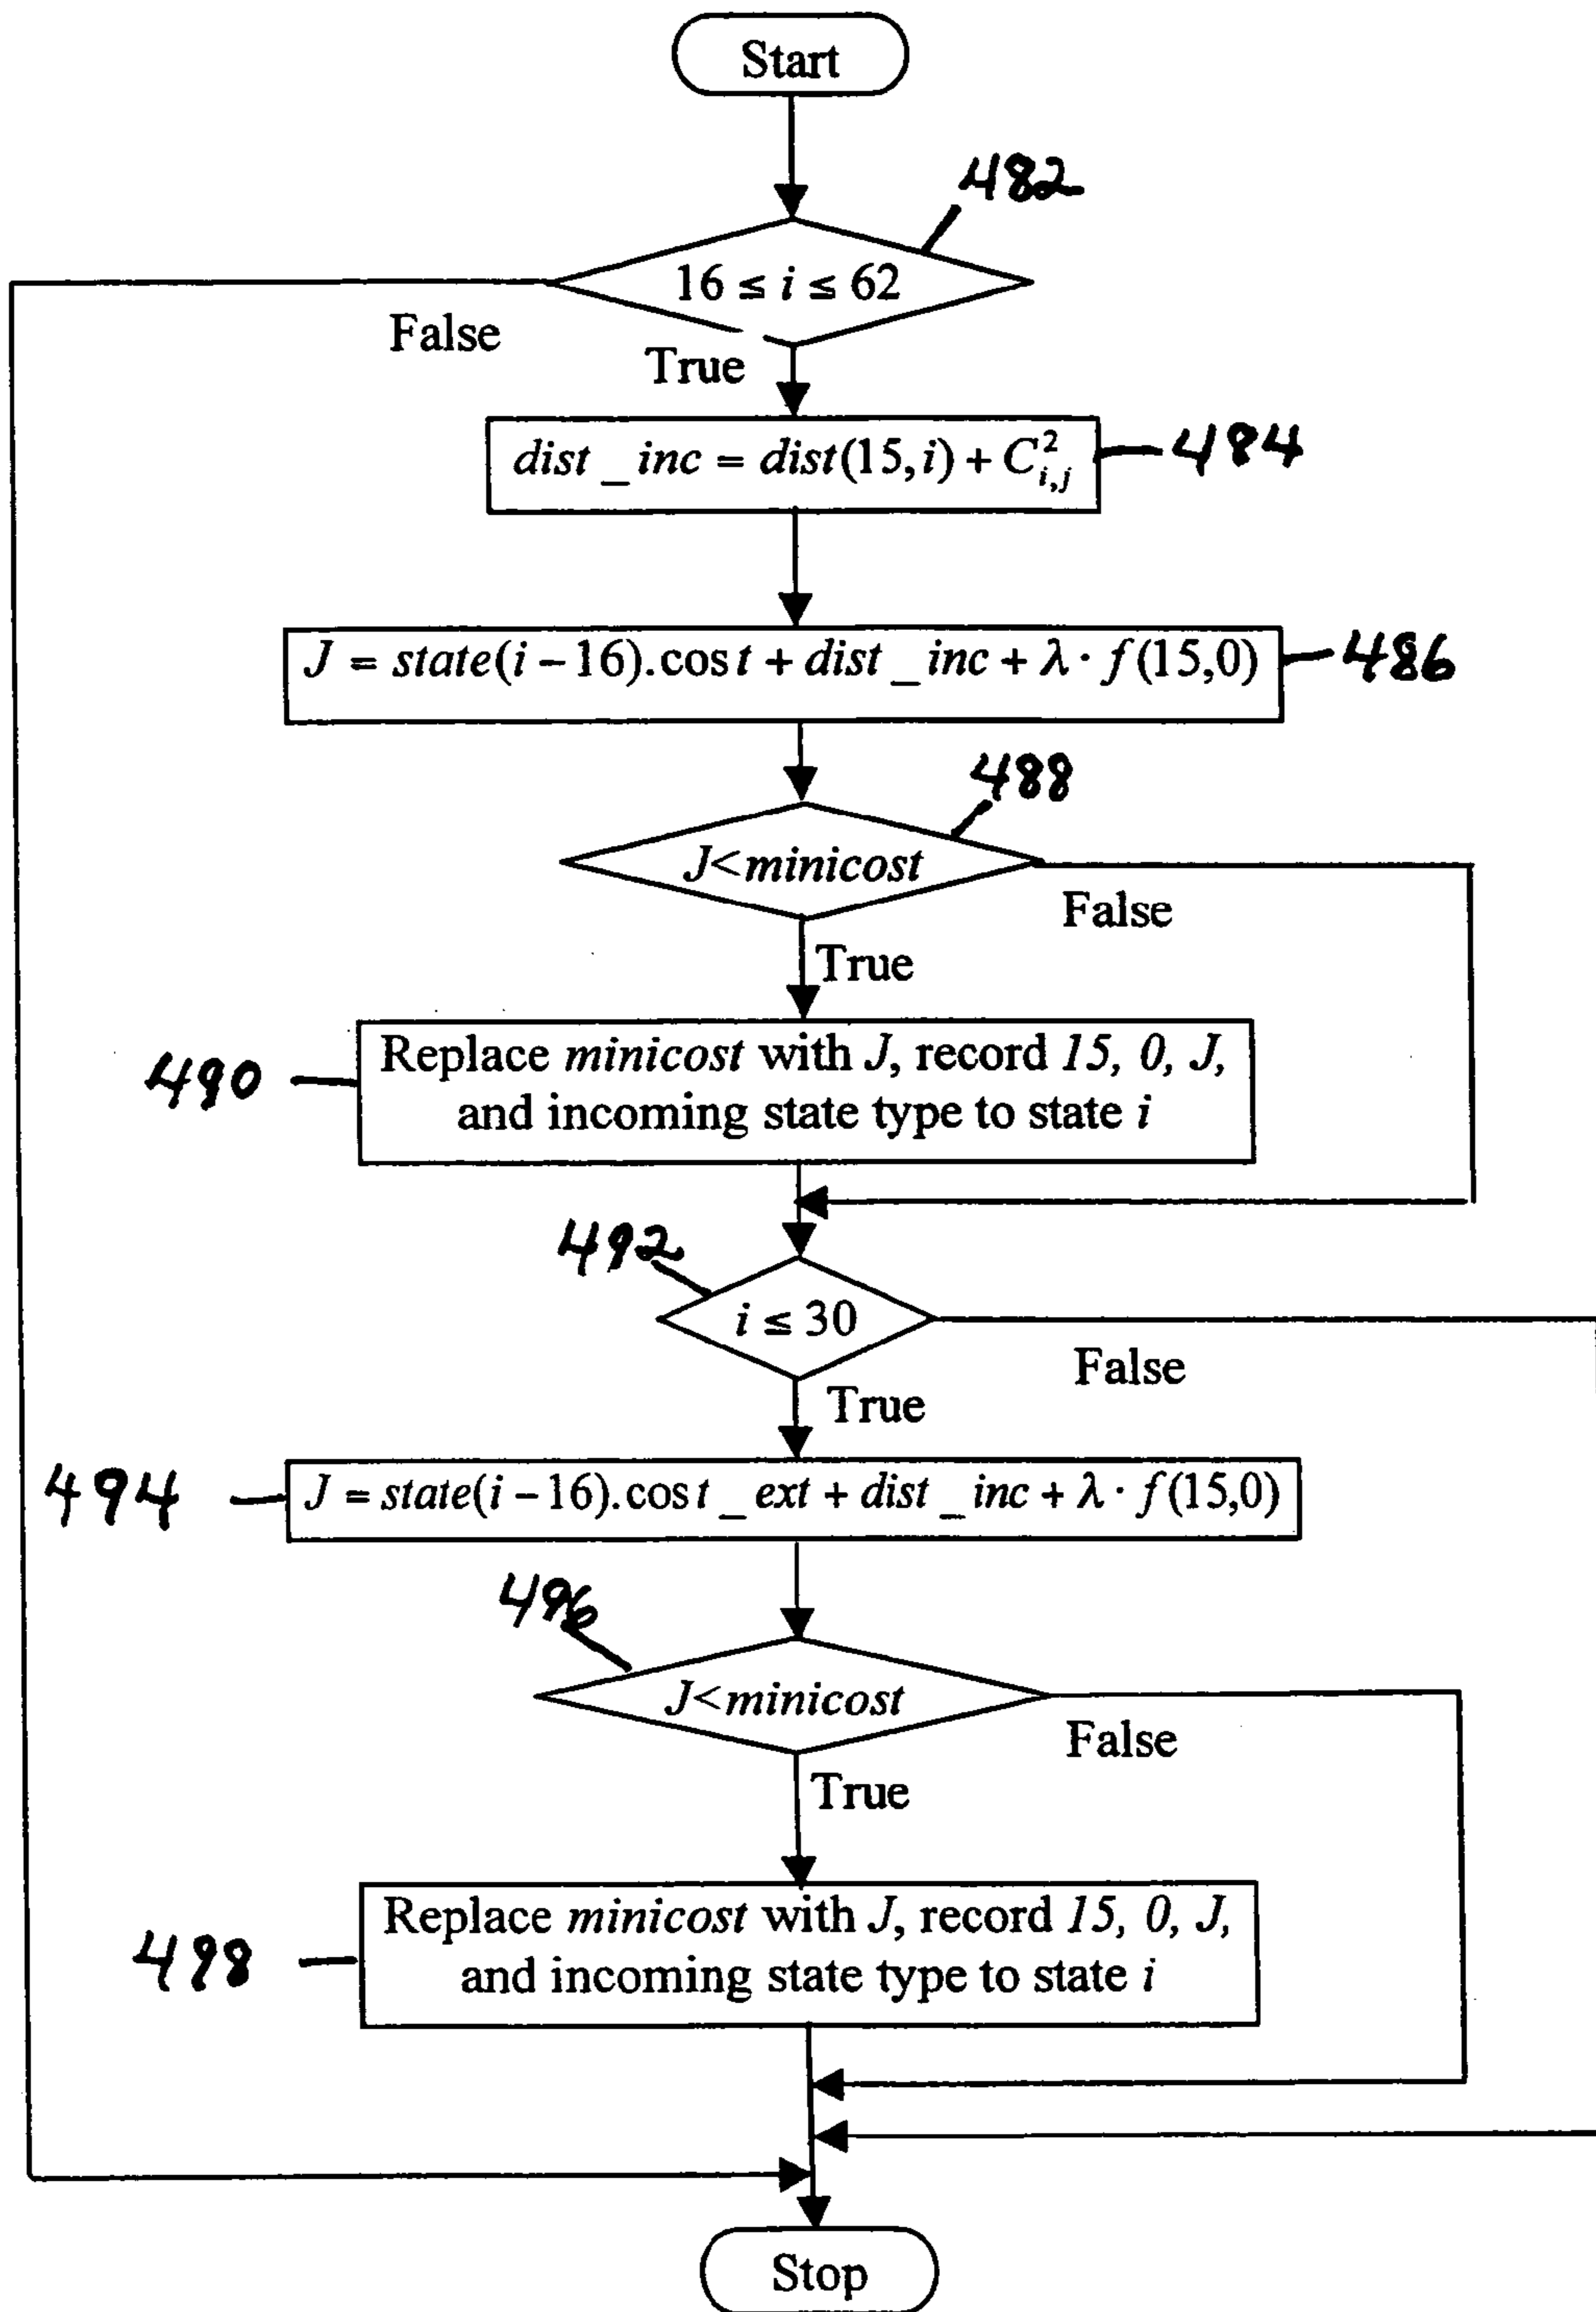 Start
482
16 ≤ i ≤ 62
False
True
dist _ inc = dist(15, i) + C²ᵢ,ⱼ
484
J = state(i − 16).cos t + dist _ inc + λ · f(15,0)
486
488
J<minicost
False
True
Replace minicost with J, record 15, 0, J,
and incoming state type to state i
490
492
i ≤ 30
False
True
494
J = state(i − 16).cos t _ ext + dist _ inc + λ · f(15,0)
496
J<minicost
False
True
Replace minicost with J, record 15, 0, J,
and incoming state type to state i
498
Stop